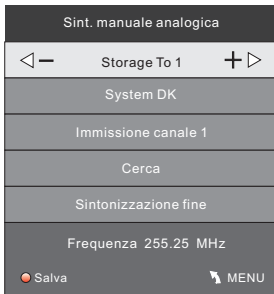 Sint. manuale analogica
Storage To 1
System DK
Immissione canale 1
Cerca
Sintonizzazione fine
Frequenza 255.25 MHz
Salva MENU